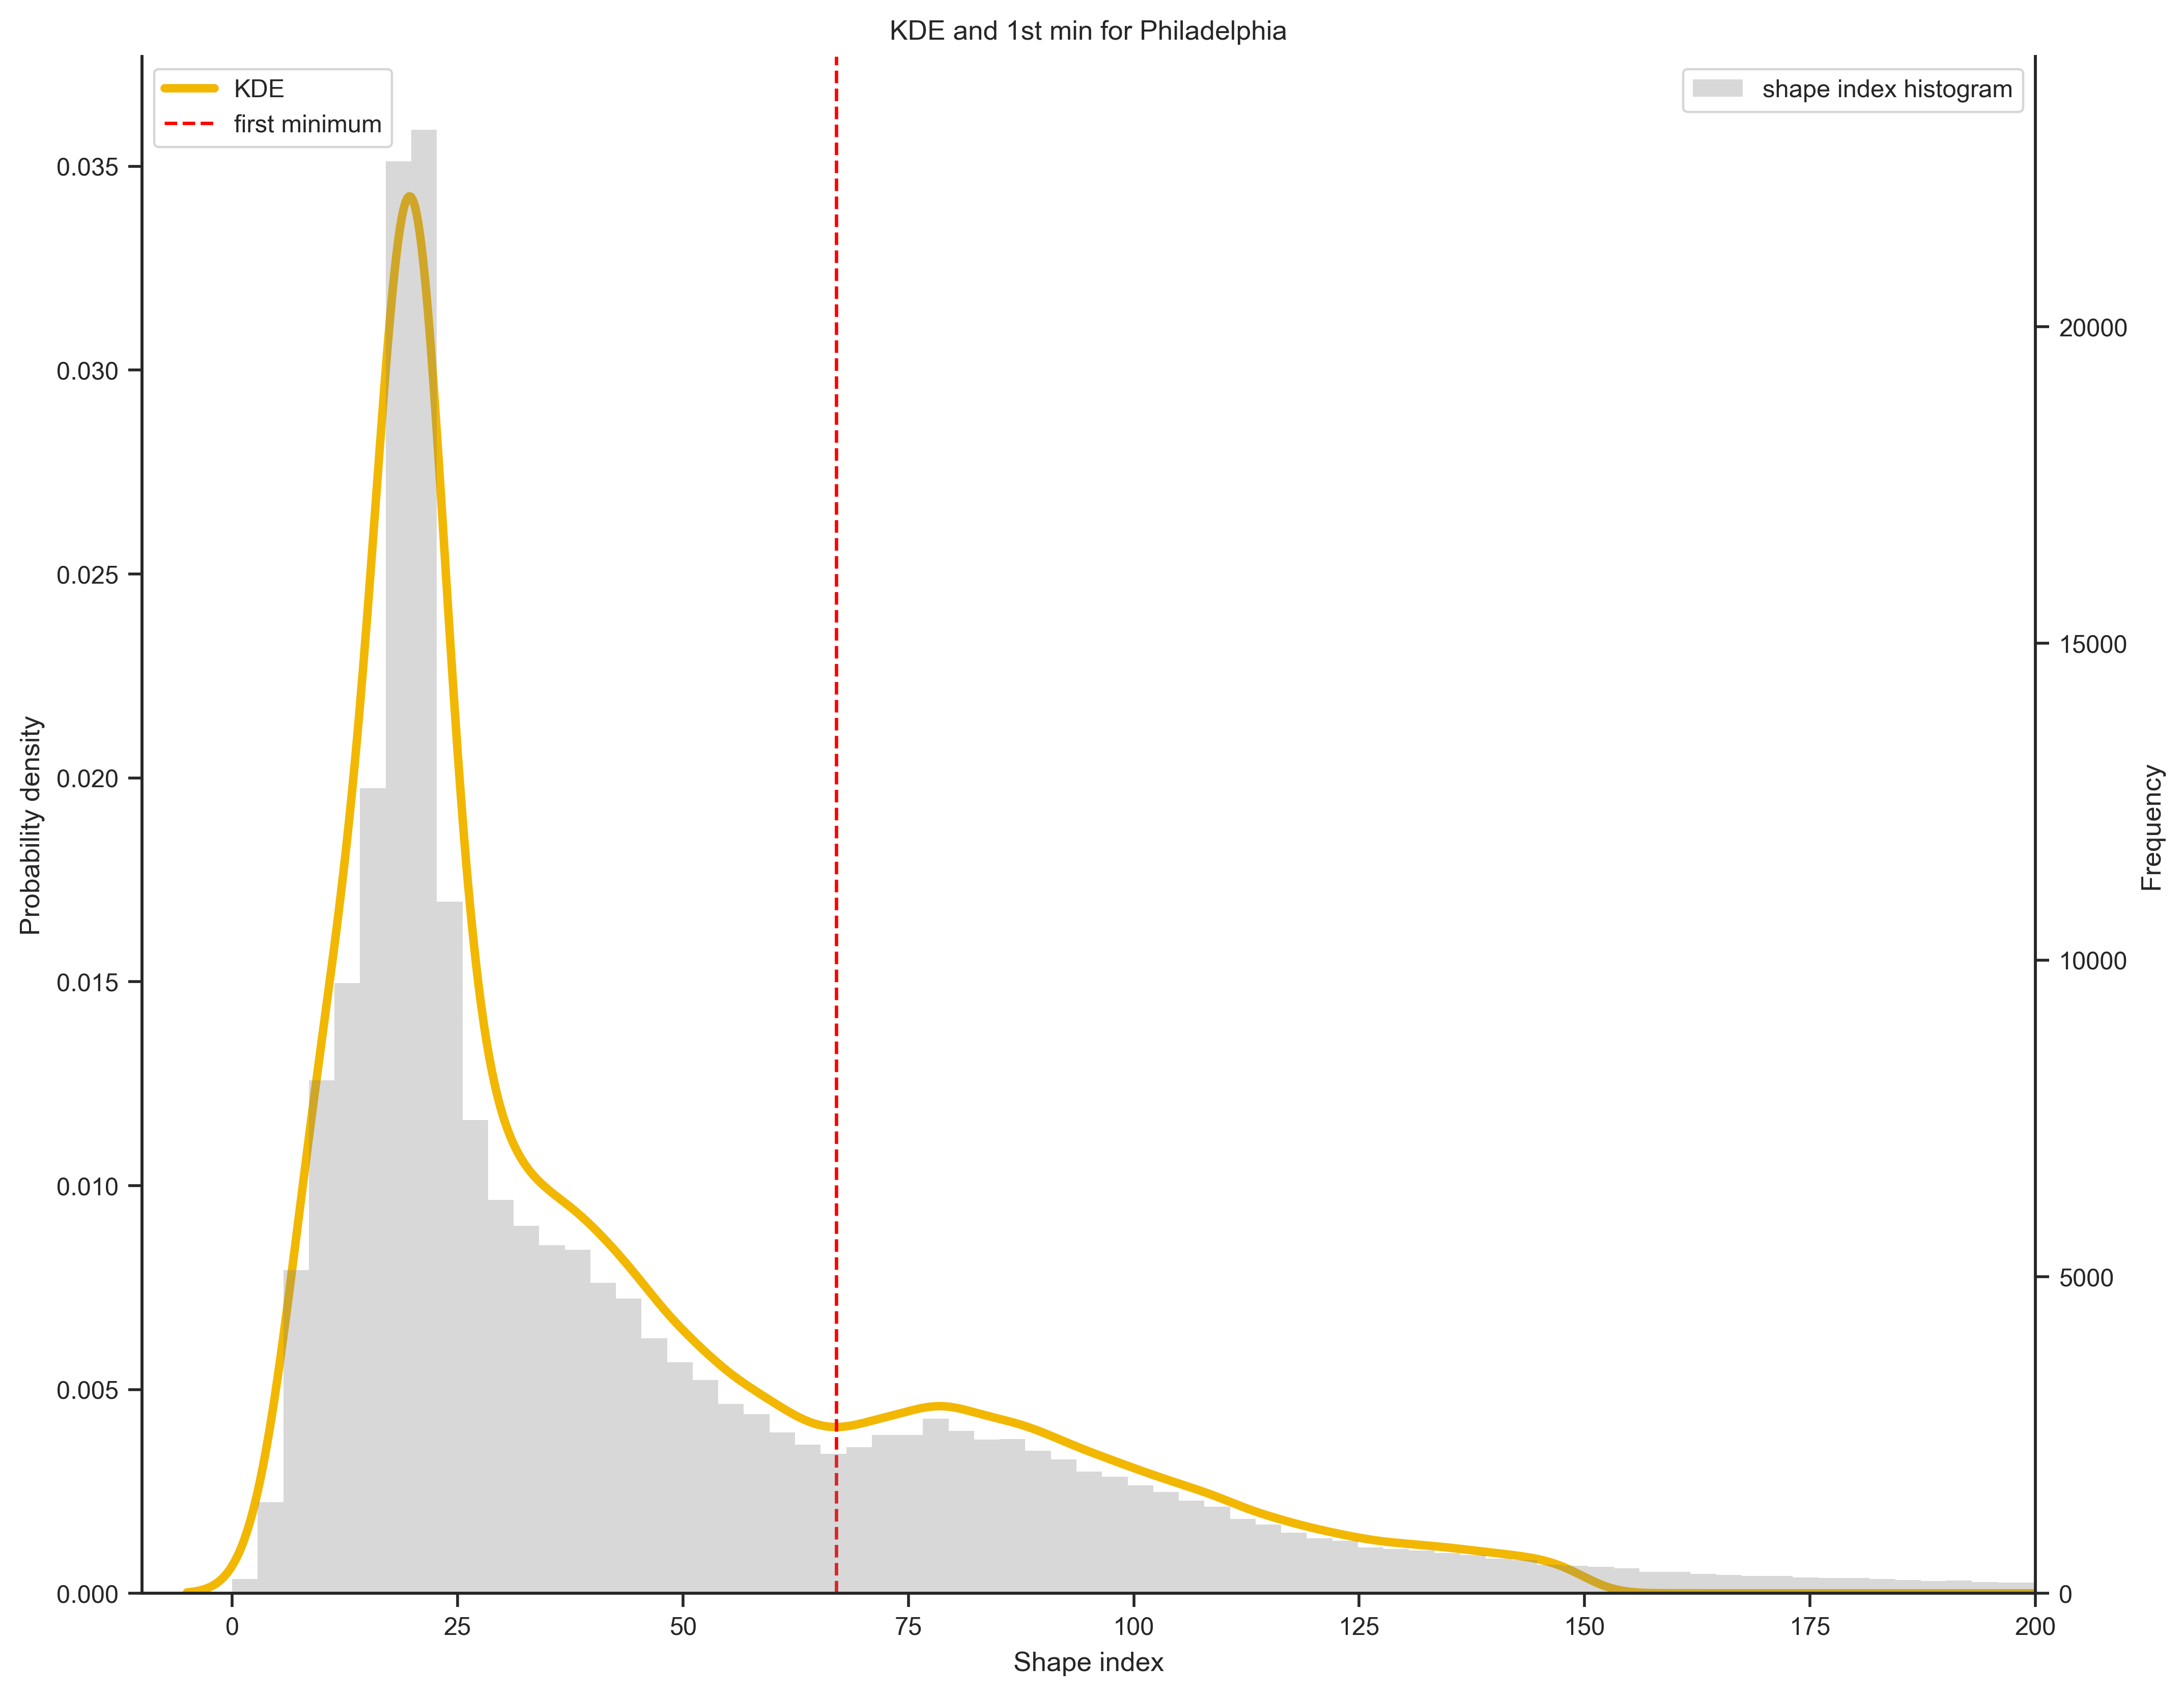 KDE and 1st min for Philadelphia
KDE
first minimum
shape index histogram
0.035
0.030
0.025
0.020
0.015
0.010
0.005
0.000
Probability density
20000
15000
10000
5000
0
Frequency
0 25 50 75 100 125 150 175 200
Shape index